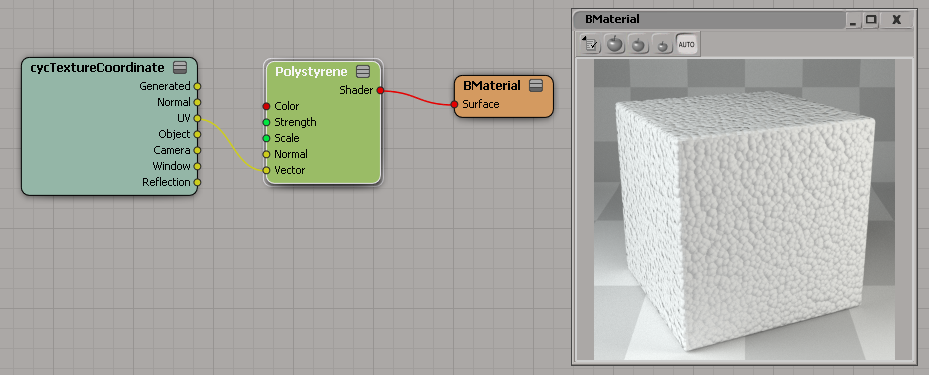 cycTextureCoordinate
Generated
Normal
UV
Object
Camera
Window
Reflection
Polystyrene
Shader
Color
Strength
Scale
Normal
Vector
BMaterial
Surface
BMaterial
AUTO